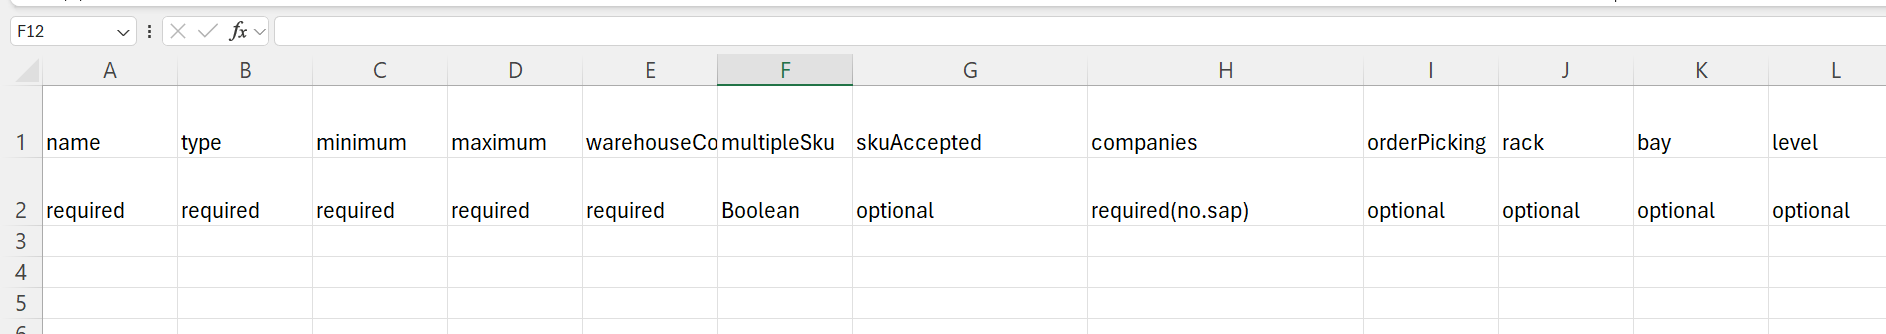 F12 fx
A B C D E F G H I J K L
1 name type minimum maximum warehouseCo multipleSku skuAccepted companies orderPicking rack bay level
2 required required required required required Boolean optional required(no.sap) optional optional optional optional
3
4
5